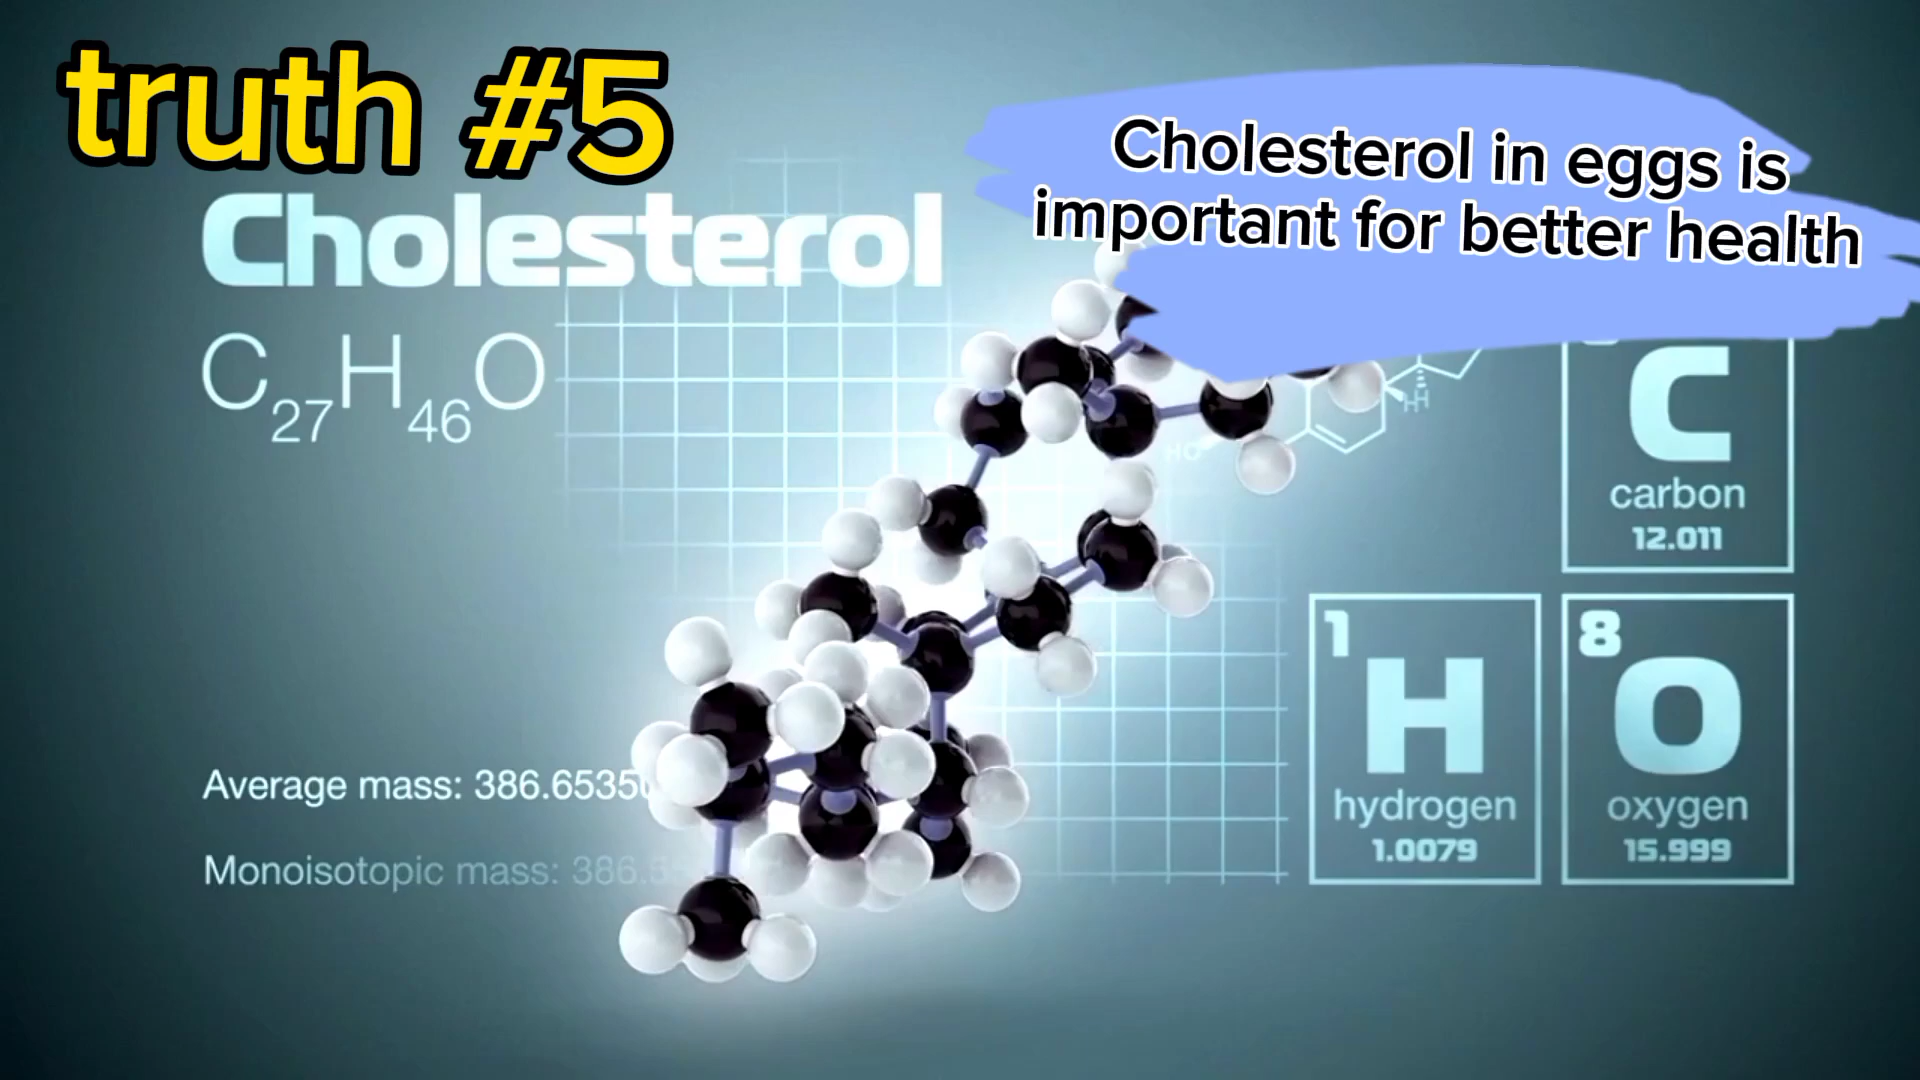 truth #5
Cholesterol in eggs is
important for better health
Cholesterol
C27H46O
HO
H
H
C
carbon
12.011
1
H
hydrogen
1.0079
8
O
oxygen
15.999
Average mass: 386.6535
Monoisotopic mass: 386.